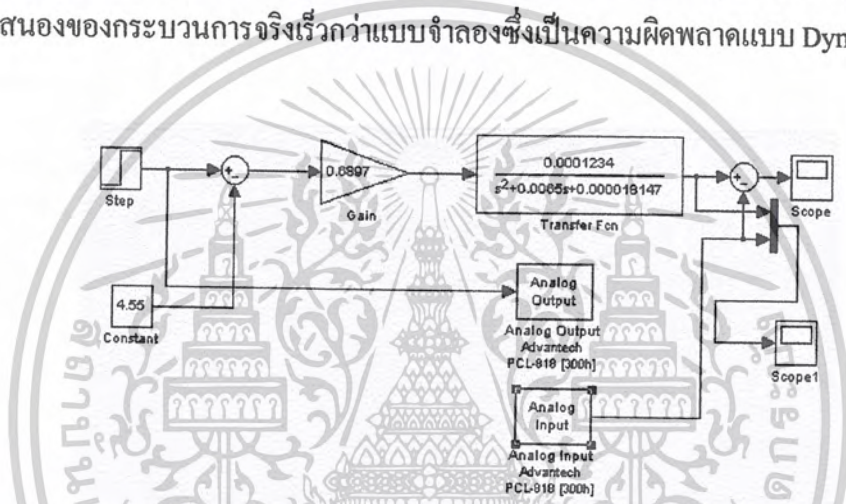 สนองของกระบวนการจริงเร็วกว่าแบบจำลองซึ่งเป็นความผิดพลาดแบบ Dyn
Step
0.6897
Gain
0.0001234
s²+0.0065s+0.000018147
Transfer Fcn
Scope
4.55
Constant
Analog
Output
Analog Output
Advantech
PCL-818 [300h]
Scope1
Analog
Input
Analog Input
Advantech
PCL-818 [300h]